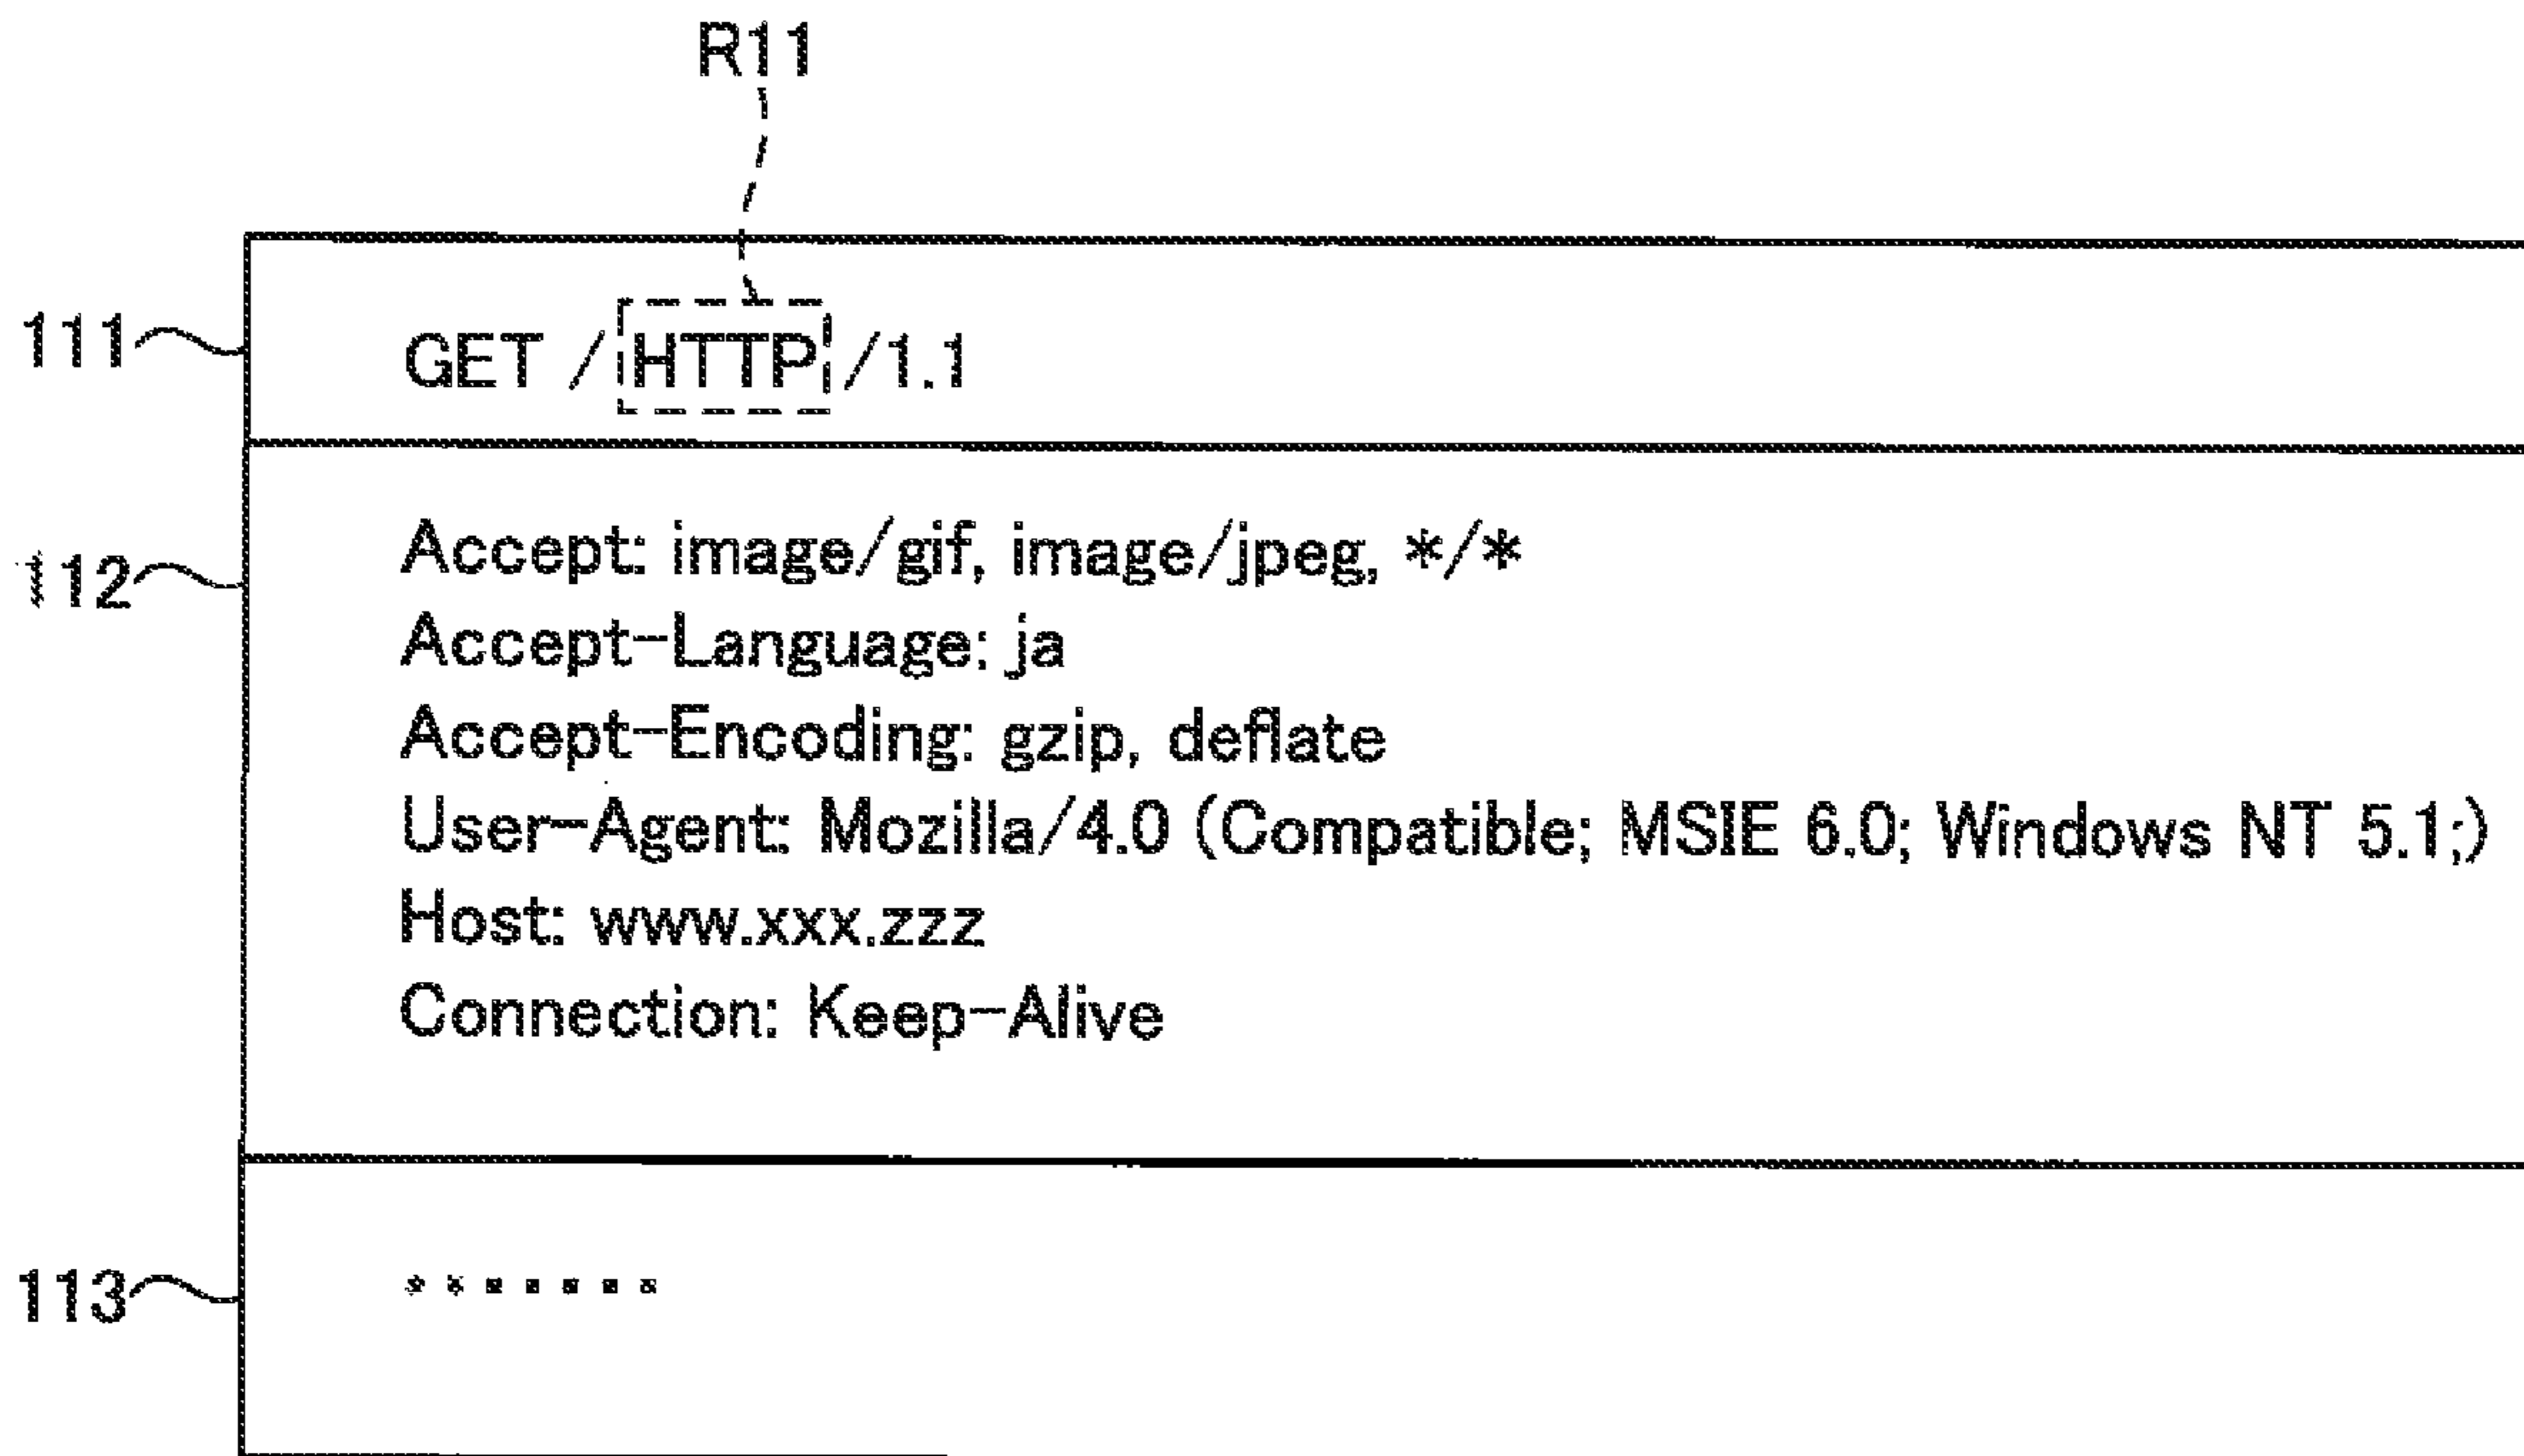 R11
111
GET / HTTP /1.1
112
Accept: image/gif, image/jpeg, */*
Accept-Language: ja
Accept-Encoding: gzip, deflate
User-Agent: Mozilla/4.0 (Compatible; MSIE 6.0; Windows NT 5.1;)
Host: www.xxx.zzz
Connection: Keep-Alive
113
.......